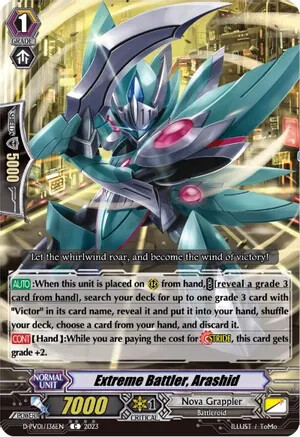 1
GRADE
SHIELD
5000
Let the whirlwind roar, and become the wind of victory!
AUTO:When this unit is placed on from hand, [reveal a grade 3
card from hand], search your deck for up to one grade 3 card with
"Victor" in its card name, reveal it and put it into your hand, shuffle
your deck, choose a card from your hand, and discard it.
CONT [Hand]:While you are paying the cost for STRIDE, this card gets
grade +2.
NORMAL
UNIT
Extreme Battler, Arashid
POWER
7000
1
CRITICAL
Nova Grappler
Battleroid
D-PV01/136EN C 2023
ILLUST / ToMo